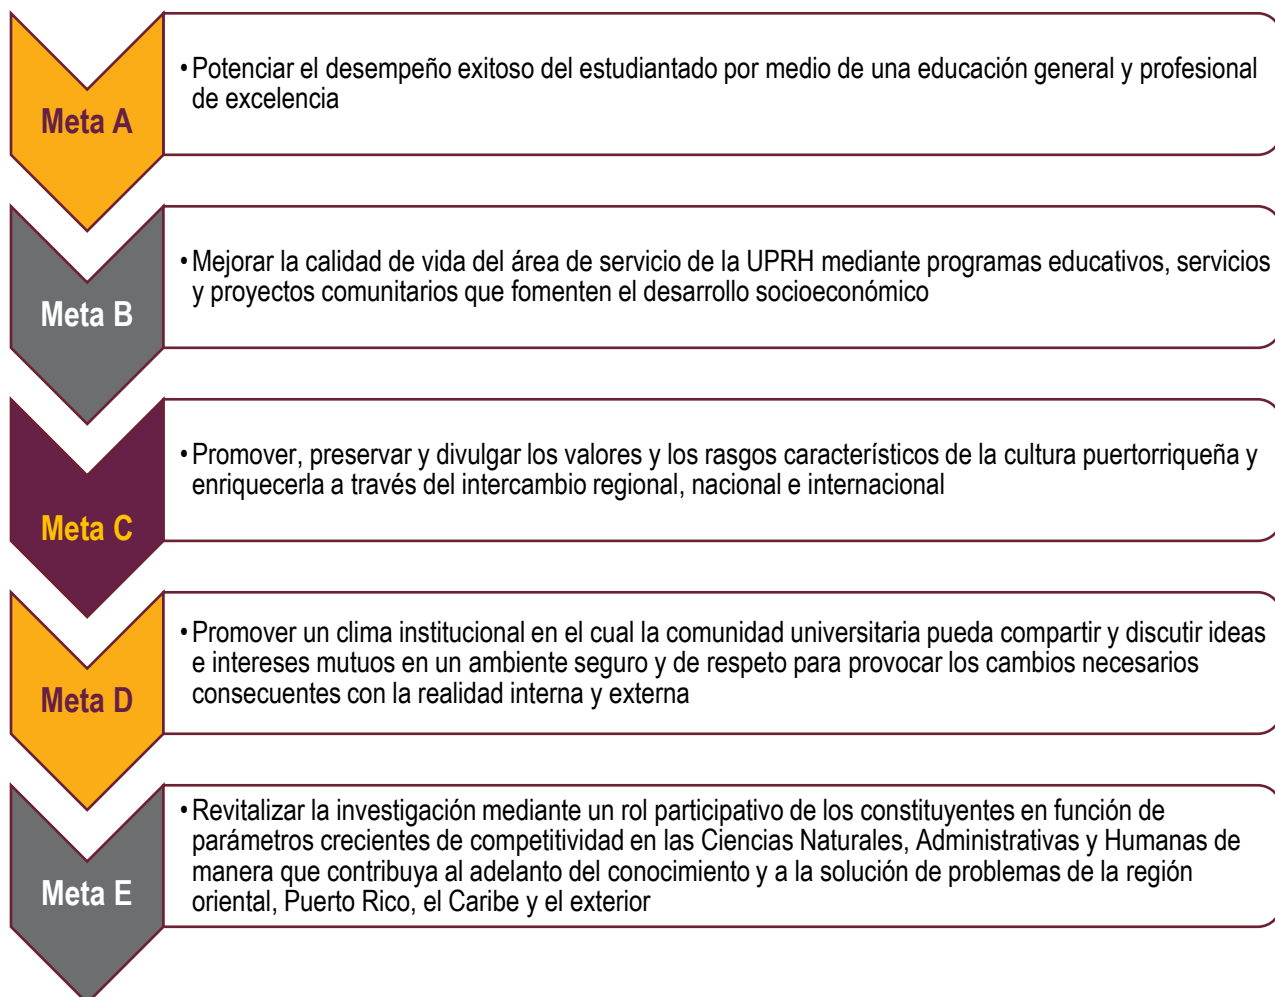 Meta A
• Potenciar el desempeño exitoso del estudiantado por medio de una educación general y profesional
de excelencia
Meta B
• Mejorar la calidad de vida del área de servicio de la UPRH mediante programas educativos, servicios
y proyectos comunitarios que fomenten el desarrollo socioeconómico
Meta C
• Promover, preservar y divulgar los valores y los rasgos característicos de la cultura puertorriqueña y
enriquecerla a través del intercambio regional, nacional e internacional
Meta D
• Promover un clima institucional en el cual la comunidad universitaria pueda compartir y discutir ideas
e intereses mutuos en un ambiente seguro y de respeto para provocar los cambios necesarios
consecuentes con la realidad interna y externa
Meta E
• Revitalizar la investigación mediante un rol participativo de los constituyentes en función de
parámetros crecientes de competitividad en las Ciencias Naturales, Administrativas y Humanas de
manera que contribuya al adelanto del conocimiento y a la solución de problemas de la región
oriental, Puerto Rico, el Caribe y el exterior